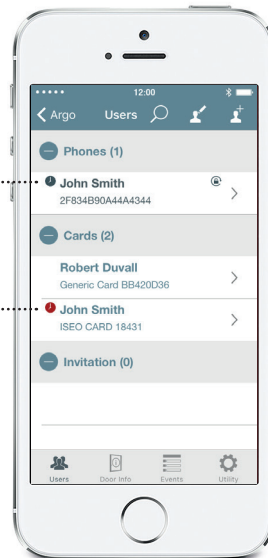 12:00
Argo Users
Phones (1)
John Smith
2F834B90A44A4344
Cards (2)
Robert Duvall
Generic Card BB420D36
John Smith
ISEO CARD 18431
Invitation (0)
Users Door Info Events Utility